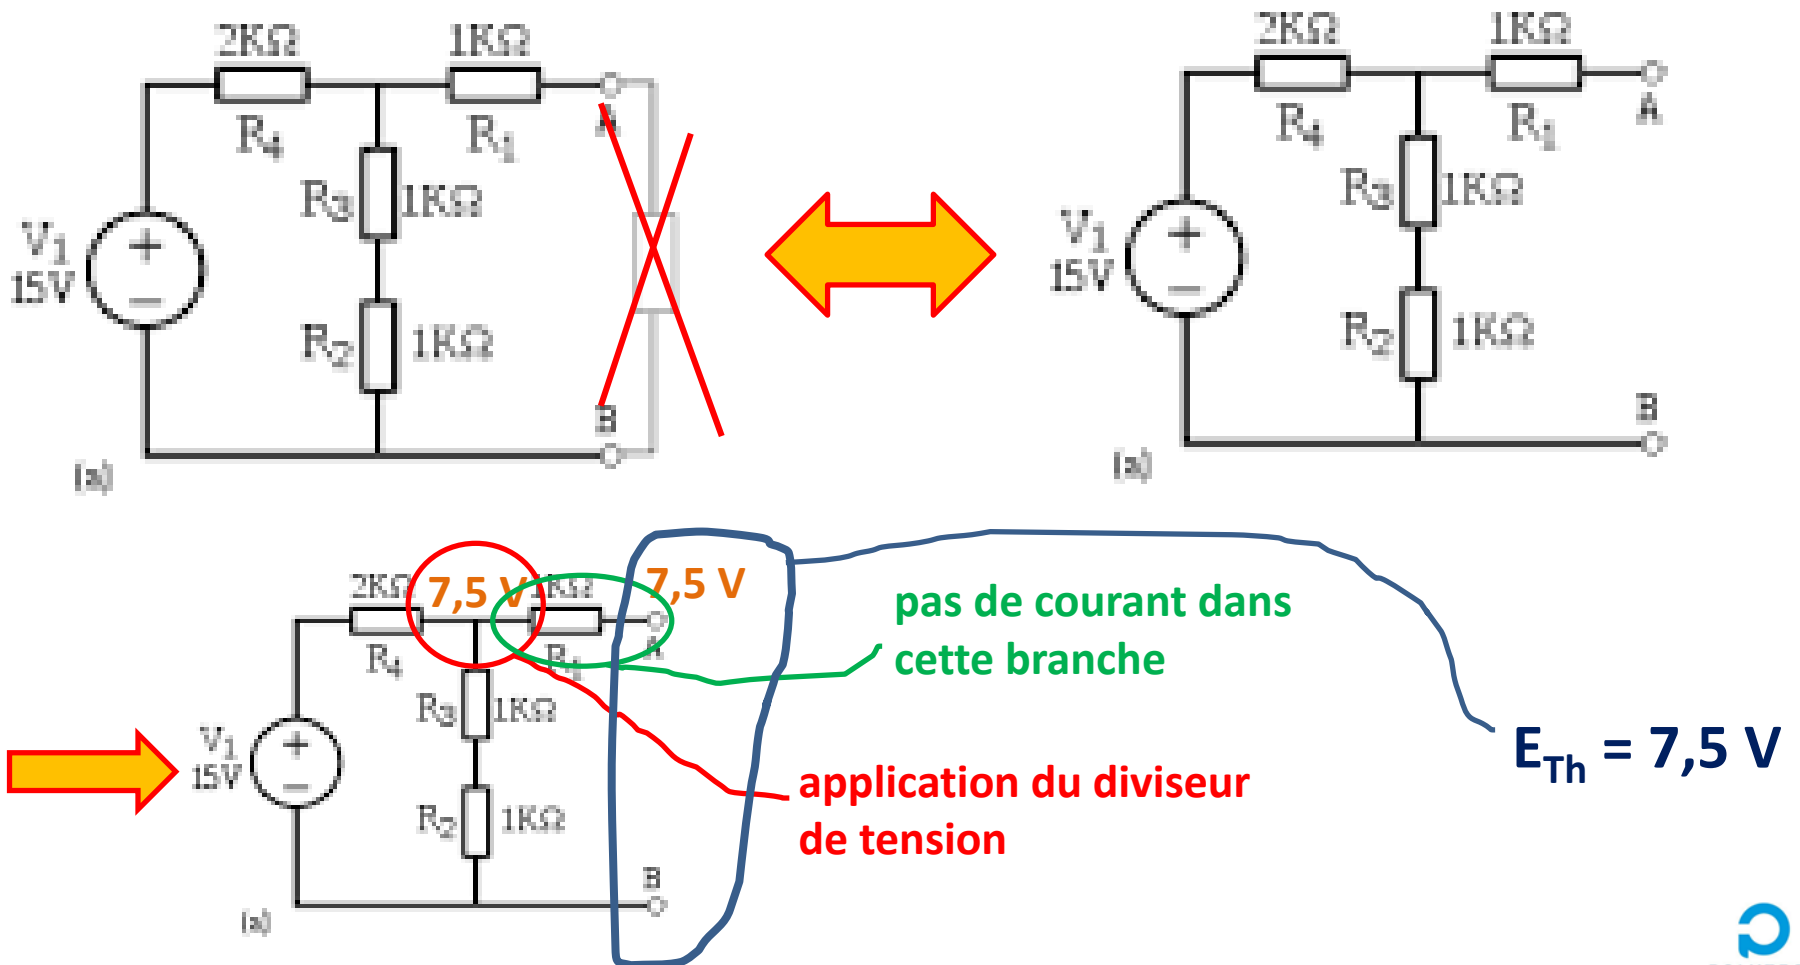 2KΩ 1KΩ
R4 R1
A
R3 1KΩ
V1
15V
R2 1KΩ
B
(a)
2KΩ 1KΩ
R4 R1
A
R3 1KΩ
V1
15V
R2 1KΩ
B
(a)
2KΩ 7,5 V 1KΩ 7,5 V
R4 R1 A
R3 1KΩ
V1
15V
R2 1KΩ
B
(a)
pas de courant dans
cette branche
application du diviseur
de tension
ETh = 7,5 V